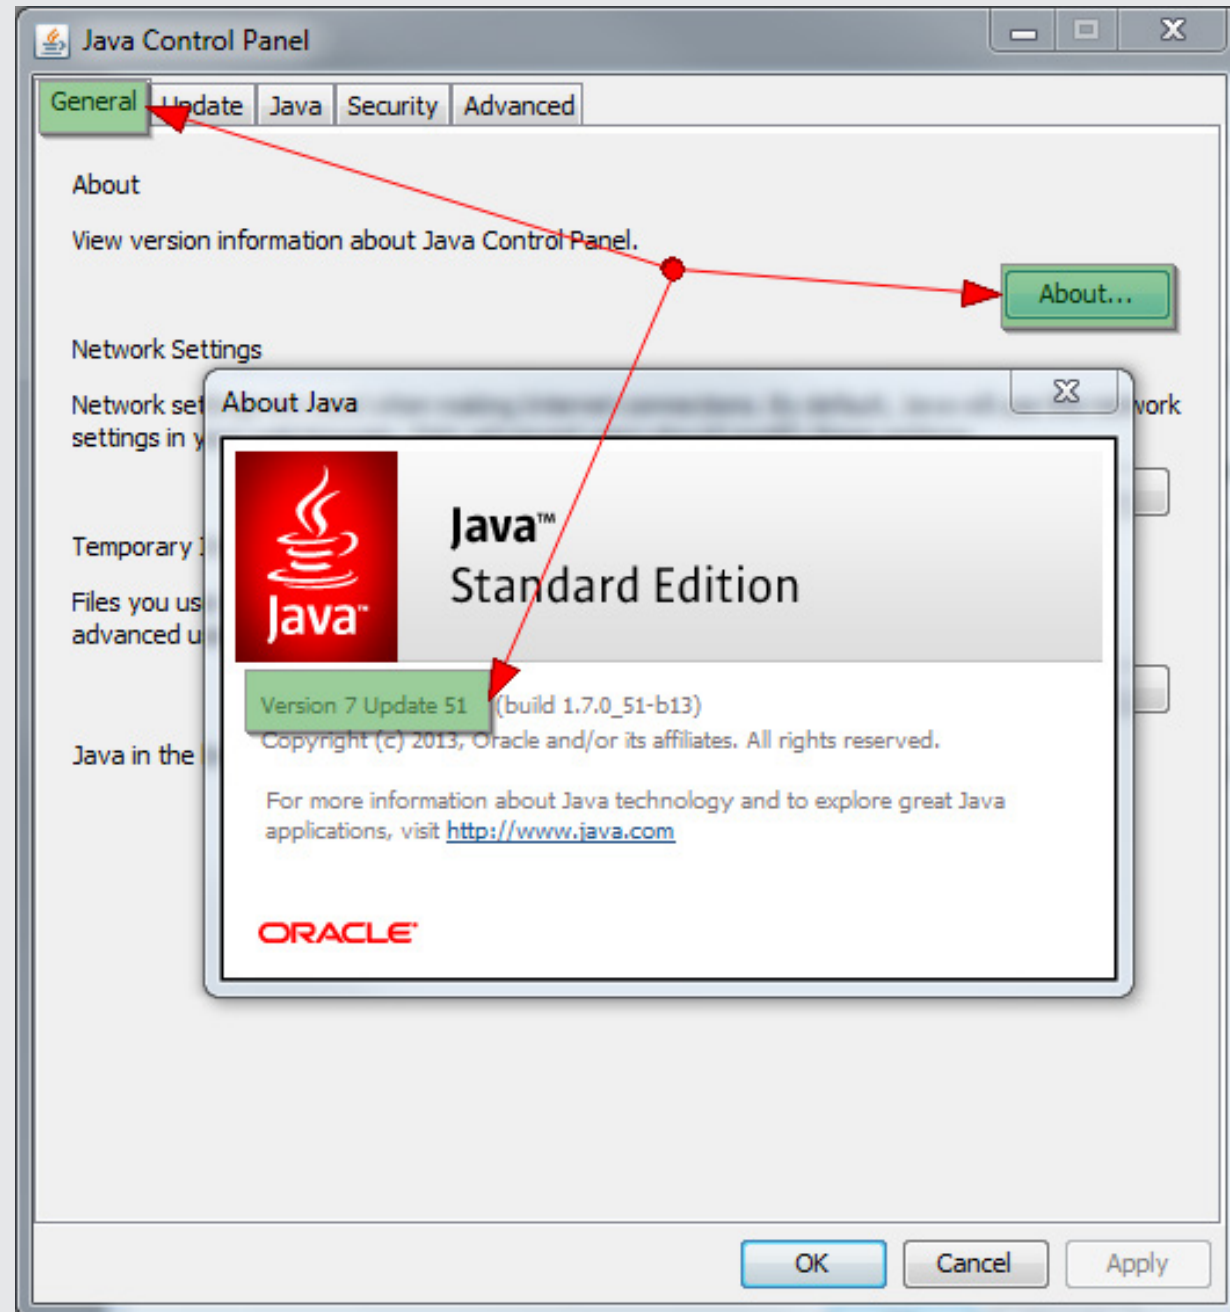 Java Control Panel
General Update Java Security Advanced
About
View version information about Java Control Panel.
About...
Network Settings
Network set
work
settings in y
Temporary
Files you us
advanced u
Java in the
About Java
Java™
Standard Edition
Java™
Version 7 Update 51 (build 1.7.0_51-b13)
Copyright (c) 2013, Oracle and/or its affiliates. All rights reserved.
For more information about Java technology and to explore great Java
applications, visit http://www.java.com
ORACLE
OK Cancel Apply